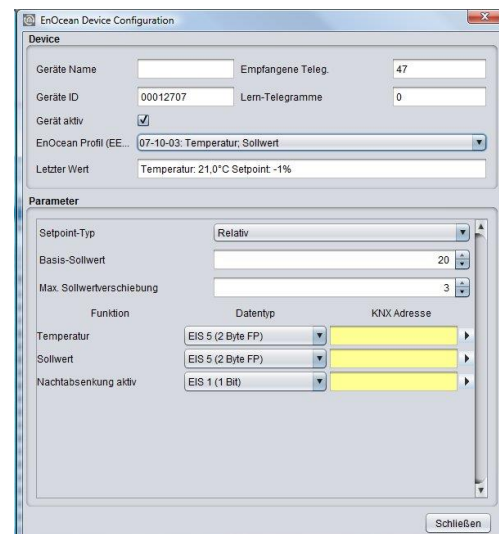 EnOcean Device Configuration
Device
Geräte Name Empfangene Teleg. 47
Geräte ID 00012707 Lern-Telegramme 0
Gerät aktiv
EnOcean Profil (EE... 07-10-03: Temperatur; Sollwert
Letzter Wert Temperatur: 21,0°C Setpoint: -1%
Parameter
Setpoint-Typ Relativ
Basis-Sollwert 20
Max. Sollwertverschiebung 3
Funktion Datentyp KNX Adresse
Temperatur EIS 5 (2 Byte FP)
Sollwert EIS 5 (2 Byte FP)
Nachtabsenkung aktiv EIS 1 (1 Bit)
Schließen